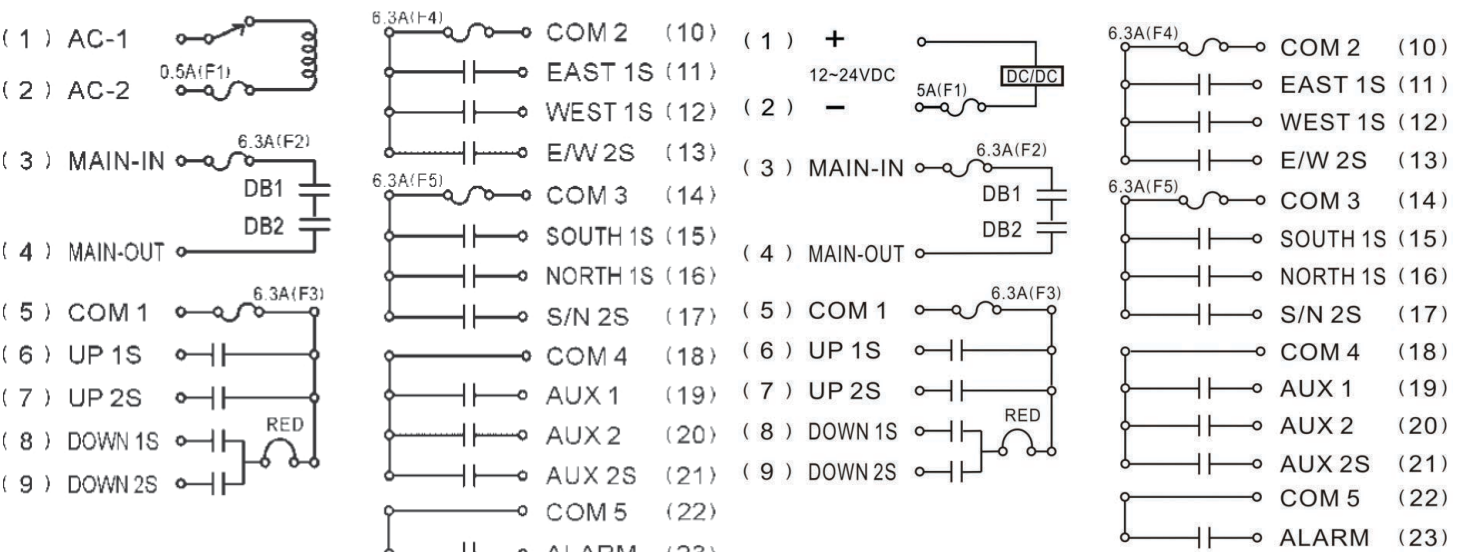 ( 1 ) AC-1
0.5A(F1)
( 2 ) AC-2
6.3A(F2)
( 3 ) MAIN-IN
DB1
DB2
( 4 ) MAIN-OUT
6.3A(F3)
( 5 ) COM 1
( 6 ) UP 1S
( 7 ) UP 2S
RED
( 8 ) DOWN 1S
( 9 ) DOWN 2S
6.3A(F4)
COM 2 (10)
EAST 1S (11)
WEST 1S (12)
E/W 2S (13)
6.3A(F5)
COM 3 (14)
SOUTH 1S (15)
NORTH 1S (16)
S/N 2S (17)
COM 4 (18)
AUX 1 (19)
AUX 2 (20)
AUX 2S (21)
COM 5 (22)
ALARM (23)
( 1 ) +
12~24VDC
DC/DC
5A(F1)
( 2 ) −
6.3A(F2)
( 3 ) MAIN-IN
DB1
DB2
( 4 ) MAIN-OUT
6.3A(F3)
( 5 ) COM 1
( 6 ) UP 1S
( 7 ) UP 2S
RED
( 8 ) DOWN 1S
( 9 ) DOWN 2S
6.3A(F4)
COM 2 (10)
EAST 1S (11)
WEST 1S (12)
E/W 2S (13)
6.3A(F5)
COM 3 (14)
SOUTH 1S (15)
NORTH 1S (16)
S/N 2S (17)
COM 4 (18)
AUX 1 (19)
AUX 2 (20)
AUX 2S (21)
COM 5 (22)
ALARM (23)